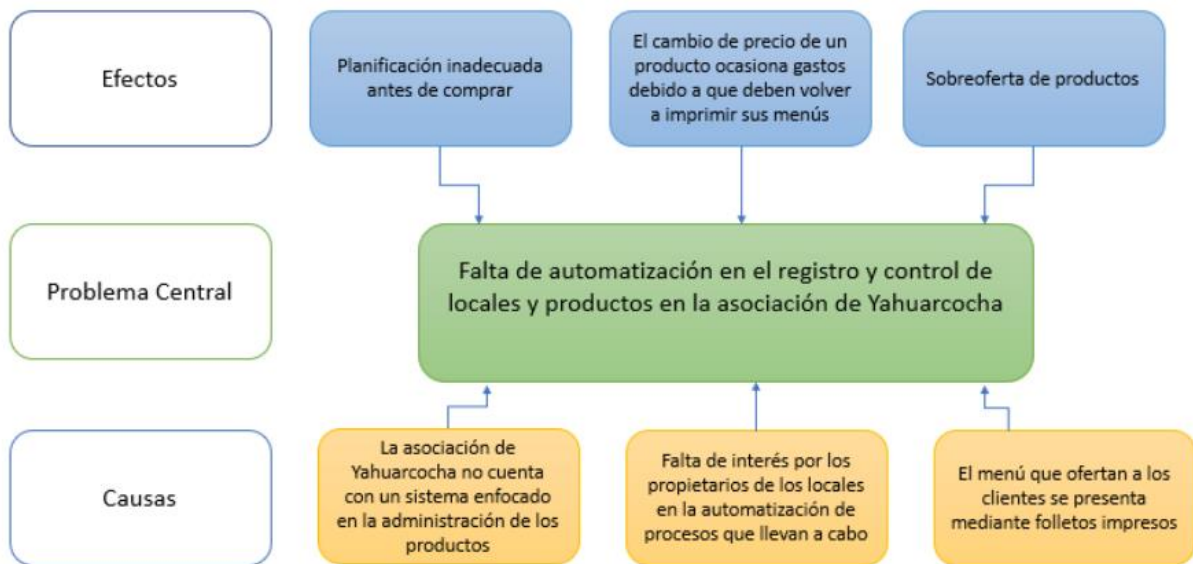 Efectos
Planificación inadecuada
antes de comprar
El cambio de precio de un
producto ocasiona gastos
debido a que deben volver
a imprimir sus menús
Sobreoferta de productos
Problema Central
Falta de automatización en el registro y control de
locales y productos en la asociación de Yahuarcocha
Causas
La asociación de
Yahuarcocha no cuenta
con un sistema enfocado
en la administración de los
productos
Falta de interés por los
propietarios de los locales
en la automatización de
procesos que llevan a cabo
El menú que ofertan a los
clientes se presenta
mediante folletos impresos